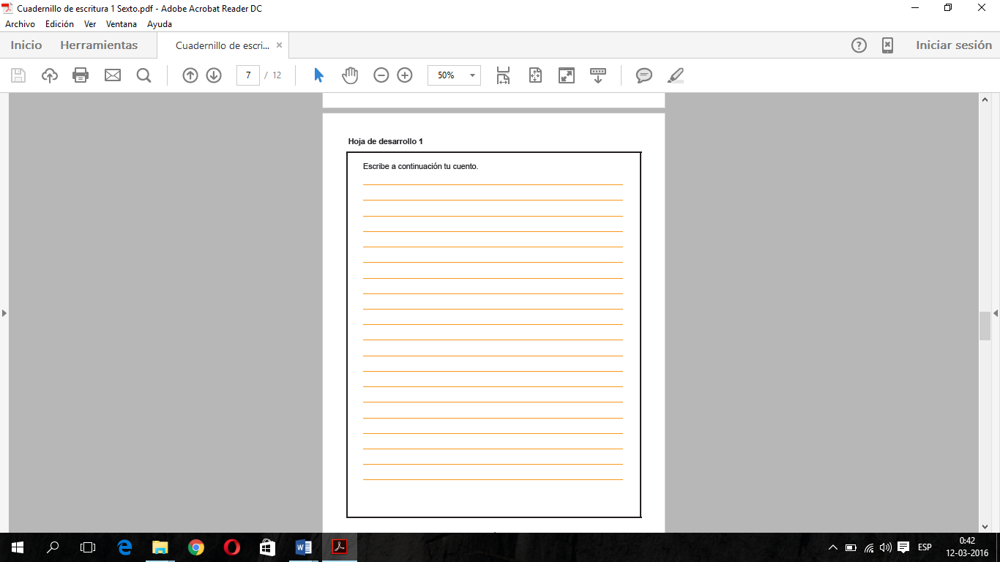 Cuadernillo de escritura 1 Sexto.pdf - Adobe Acrobat Reader DC
Archivo Edición Ver Ventana Ayuda
Inicio Herramientas Cuadernillo de escri... Iniciar sesión
7 / 12 50%
Hoja de desarrollo 1
Escribe a continuación tu cuento.
ESP
0:42
12-03-2016